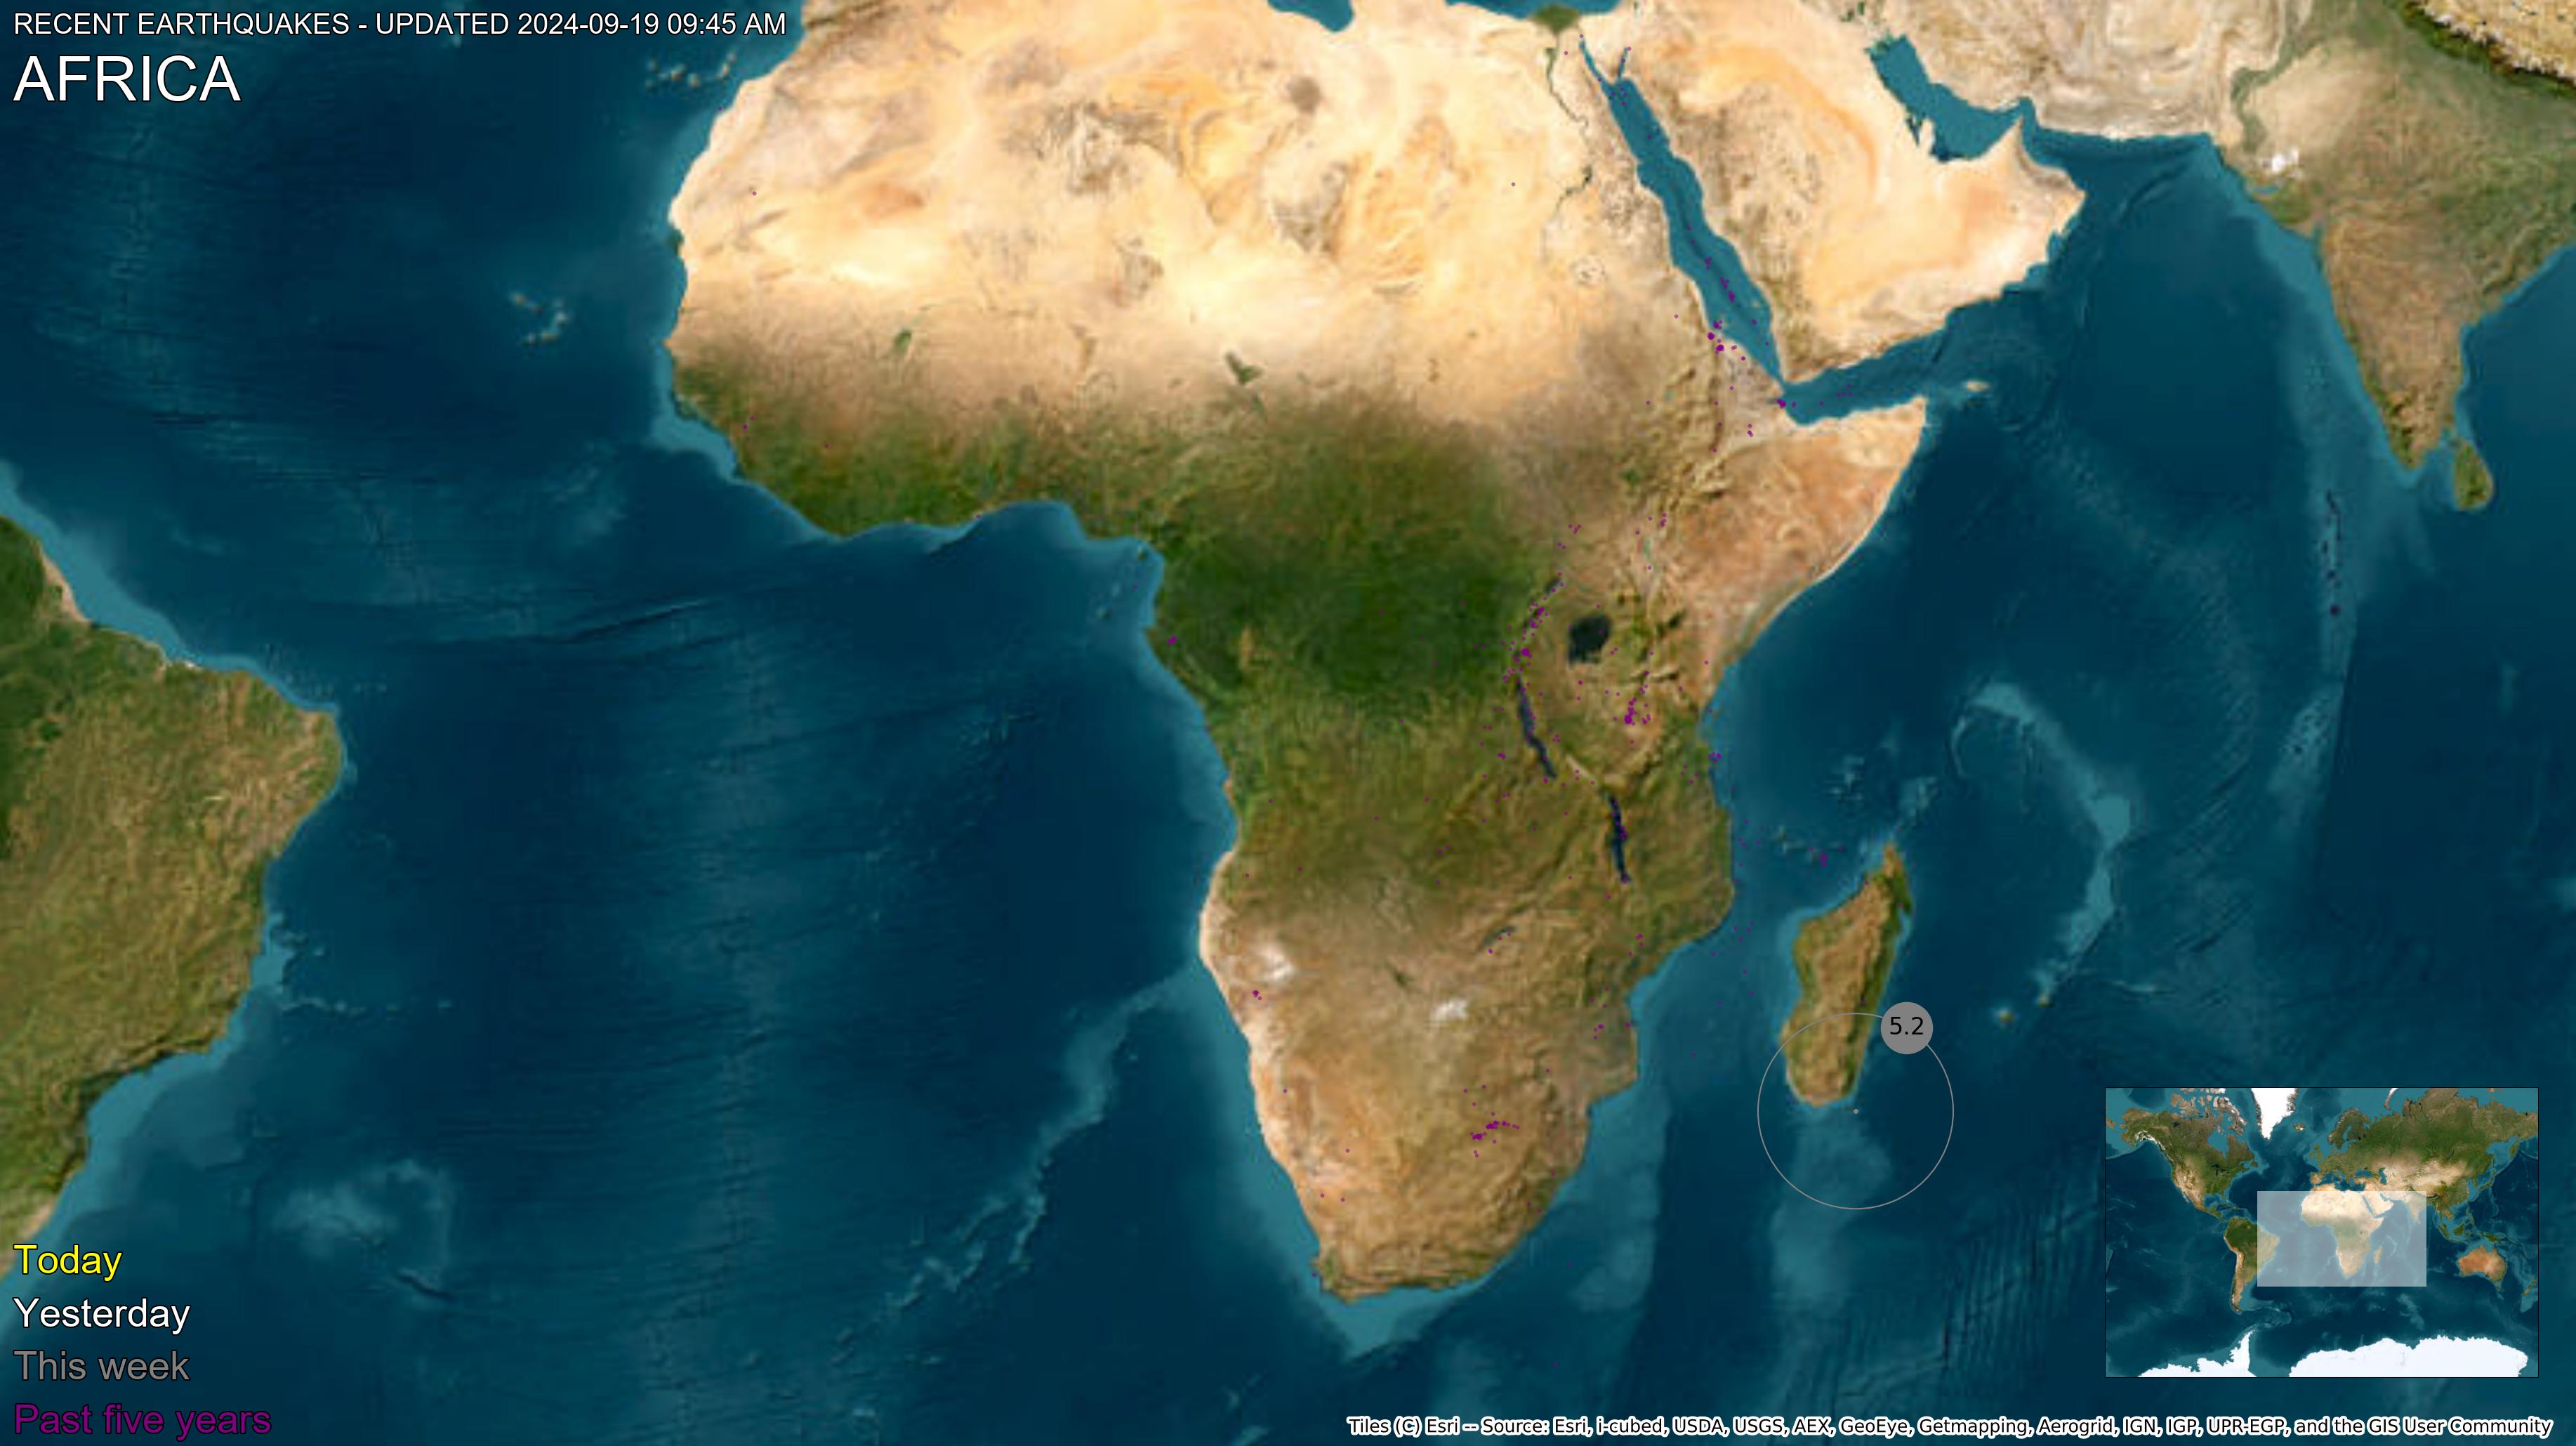 RECENT EARTHQUAKES - UPDATED 2024-09-19 09:45 AM
AFRICA
5.2
Today
Yesterday
This week
Past five years
Tiles (C) Esri -- Source: Esri, i-cubed, USDA, USGS, AEX, GeoEye, Getmapping, Aerogrid, IGN, IGP, UPR-EGP, and the GIS User Community